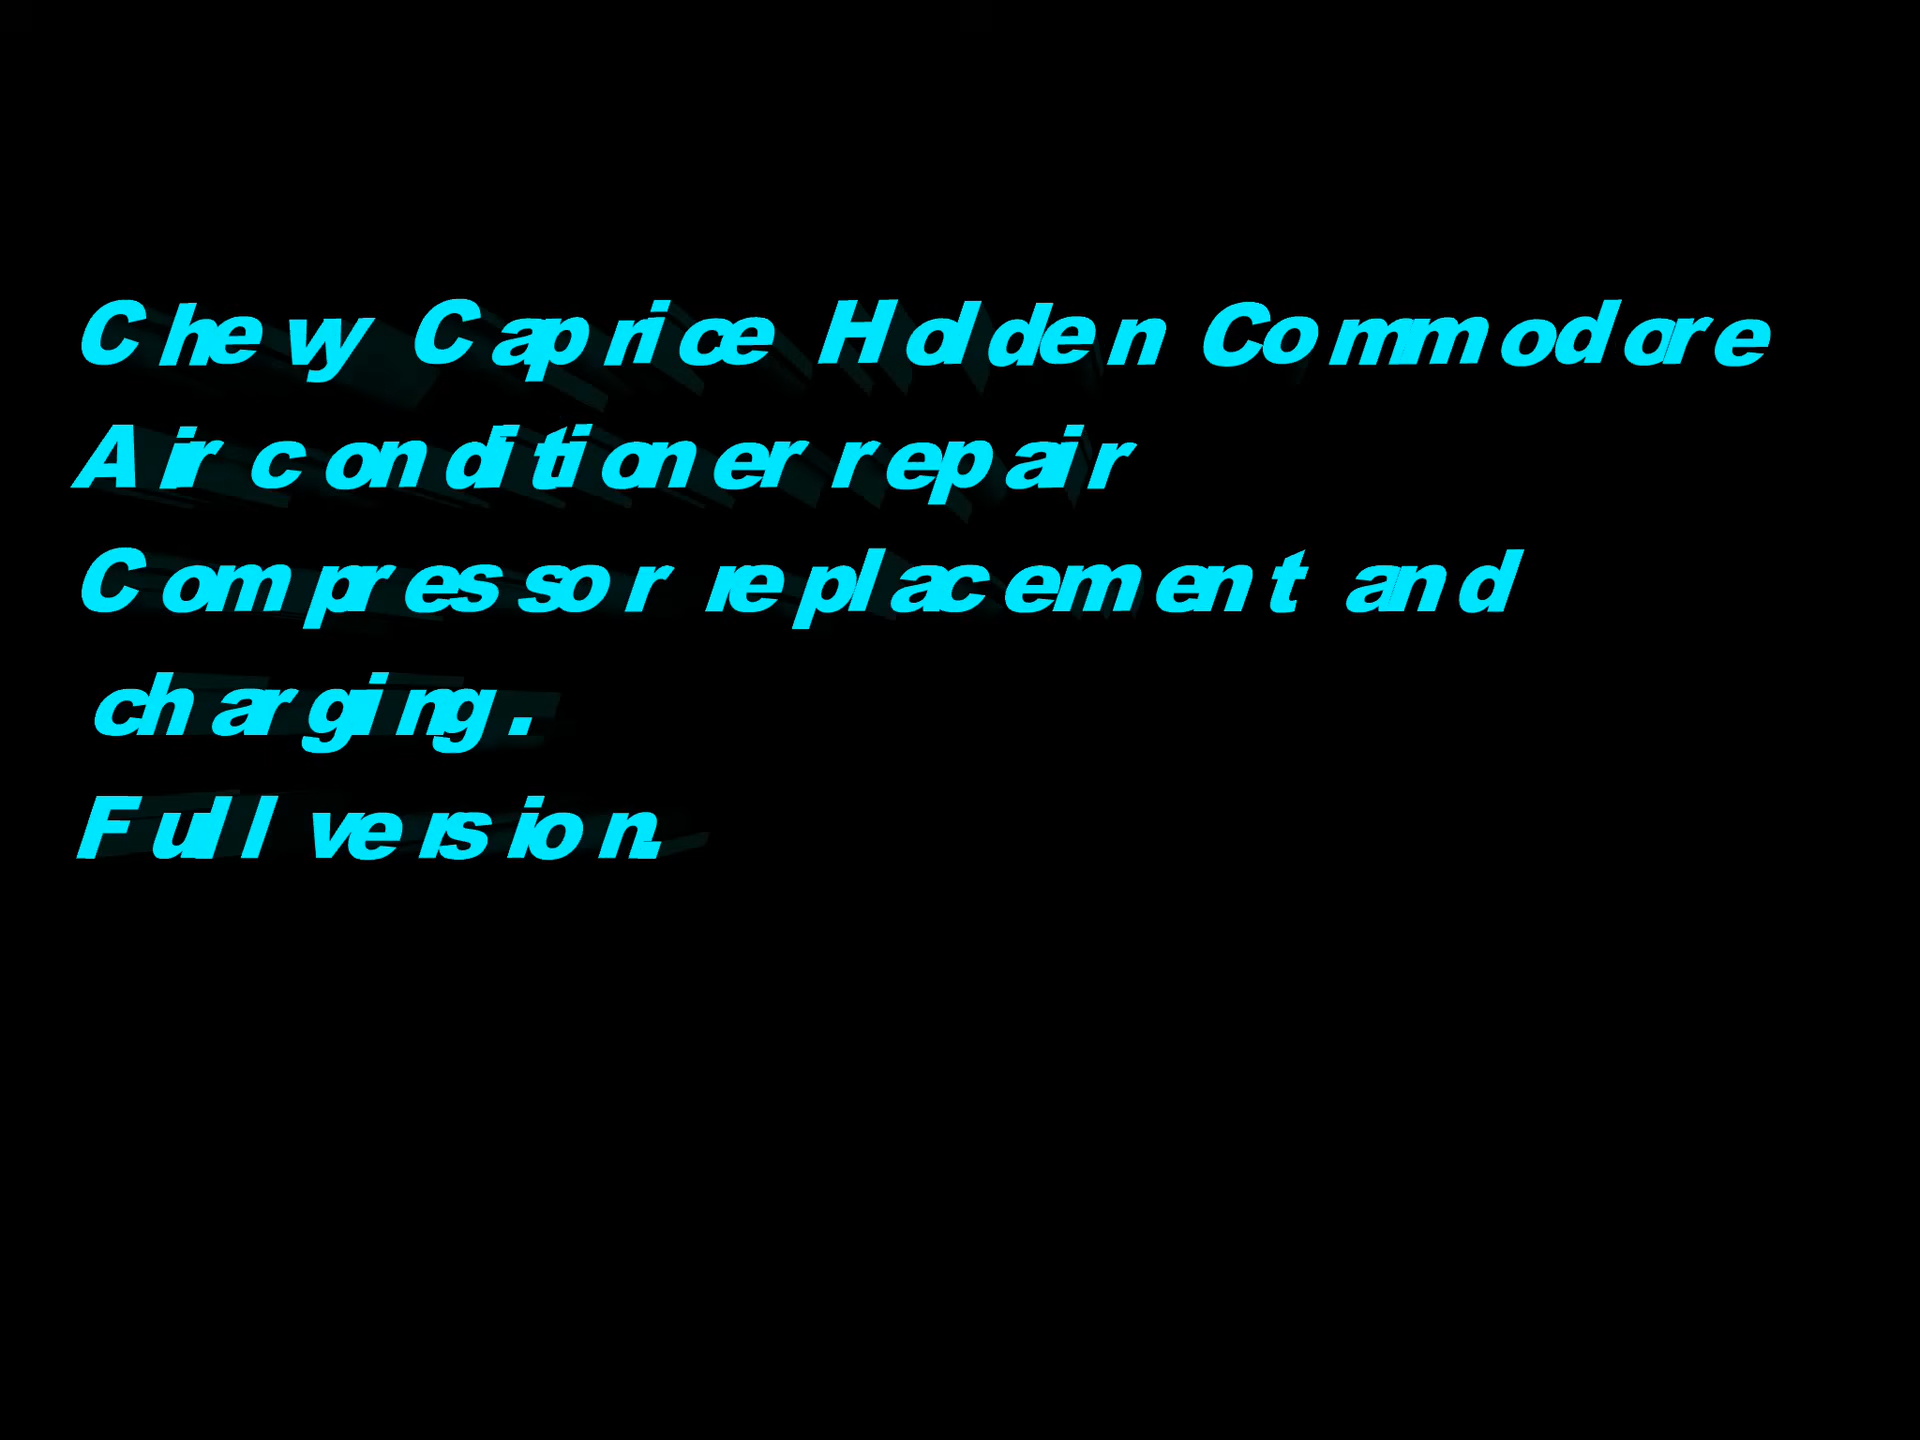 Chevy Caprice Holden Commodore
Air conditioner repair
Compressor replacement and
charging.
Full version.